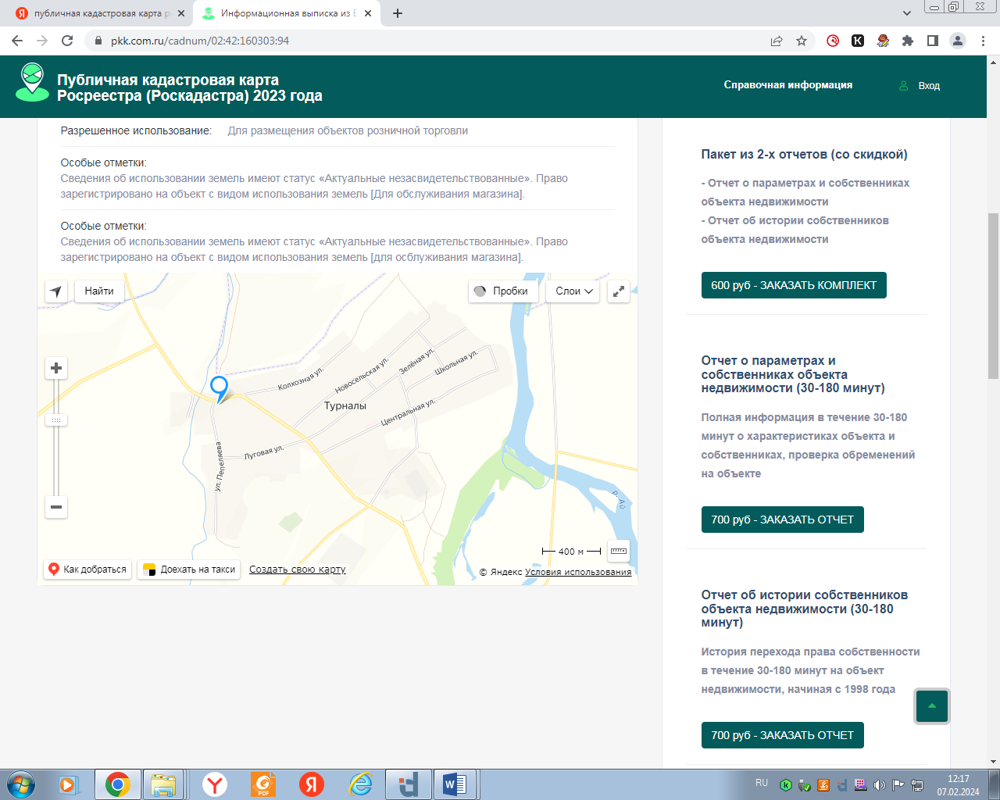 публичная кадастровая карта р
Информационная выписка из Е
pkk.com.ru/cadnum/02:42:160303:94
Публичная кадастровая карта
Росреестра (Роскадастра) 2023 года
Справочная информация
Вход
Разрешенное использование: Для размещения объектов розничной торговли
Особые отметки:
Сведения об использовании земель имеют статус «Актуальные незасвидетельствованные». Право
зарегистрировано на объект с видом использования земель [Для обслуживания магазина].
Особые отметки:
Сведения об использовании земель имеют статус «Актуальные незасвидетельствованные». Право
зарегистрировано на объект с видом использования земель [для осблуживания магазина].
Найти
Пробки
Слои
Колхозная ул.
Новосельская ул.
Зелёная ул.
Школьная ул.
Турналы
Центральная ул.
Луговая ул.
ул. Пепеляева
р. Ай
400 м
Как добраться
Доехать на такси
Создать свою карту
© Яндекс Условия использования
Пакет из 2-х отчетов (со скидкой)
- Отчет о параметрах и собственниках
объекта недвижимости
- Отчет об истории собственников
объекта недвижимости
600 руб - ЗАКАЗАТЬ КОМПЛЕКТ
Отчет о параметрах и
собственниках объекта
недвижимости (30-180 минут)
Полная информация в течение 30-180
минут о характеристиках объекта и
собственниках, проверка обременений
на объекте
700 руб - ЗАКАЗАТЬ ОТЧЕТ
Отчет об истории собственников
объекта недвижимости (30-180
минут)
История перехода права собственности
в течение 30-180 минут на объект
недвижимости, начиная с 1998 года
700 руб - ЗАКАЗАТЬ ОТЧЕТ
PDF
RU
12:17
07.02.2024